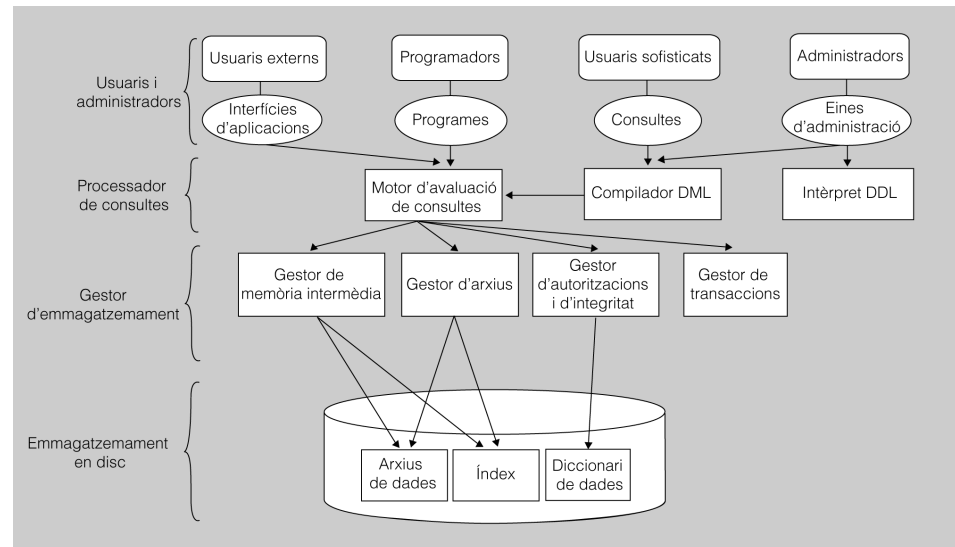 Usuaris i
administradors
Usuaris externs
Programadors
Usuaris sofisticats
Administradors
Interfícies
d'aplicacions
Programes
Consultes
Eines
d'administració
Processador
de consultes
Motor d'avaluació
de consultes
Compilador DML
Intèrpret DDL
Gestor
d'emmagatzemament
Gestor de
memòria intermèdia
Gestor d'arxius
Gestor
d'autoritzacions
i d'integritat
Gestor de
transaccions
Emmagatzemament
en disc
Arxius
de dades
Índex
Diccionari
de dades